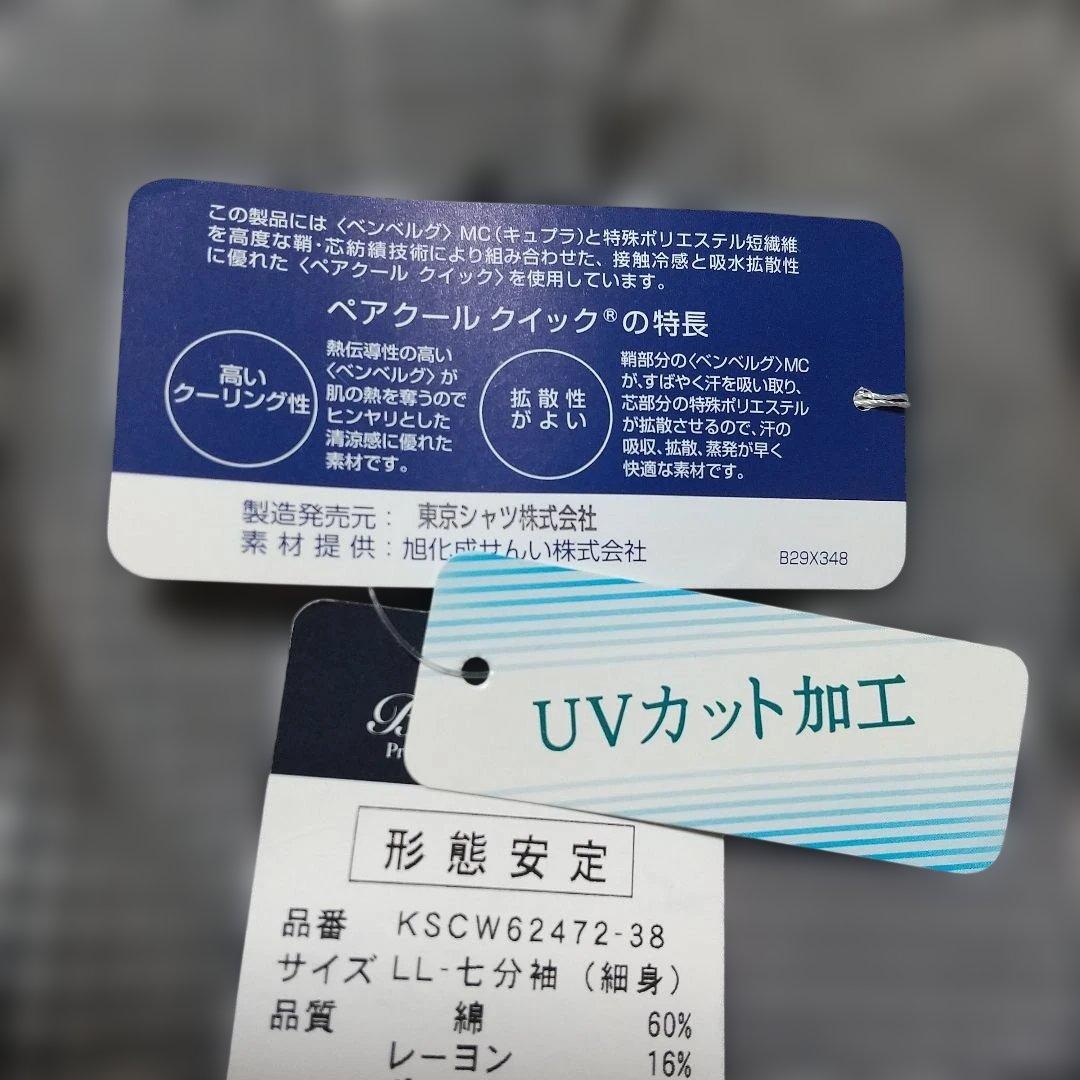 この製品には〈ベンベルグ〉MC(キュプラ)と特殊ポリエステル短繊維
を高度な鞘・芯紡績技術により組み合わせた、接触冷感と吸水拡散性
に優れた〈ペアクール クイック〉を使用しています。
ペアクール クイック®の特長
高い
クーリング性
熱伝導性の高い
〈ベンベルグ〉が
肌の熱を奪うので
ヒンヤリとした
清涼感に優れた
素材です。
拡散性
がよい
鞘部分の〈ベンベルグ〉MC
が、すばやく汗を吸い取り、
芯部分の特殊ポリエステル
が拡散させるので、汗の
吸収、拡散、蒸発が早く
快適な素材です。
製造発売元: 東京シャツ株式会社
素材提供:旭化成せんい株式会社
B29X348
UVカット加工
形態安定
品番 KSCW62472-38
サイズ LL-七分袖(細身)
品質 綿 60%
レーヨン 16%